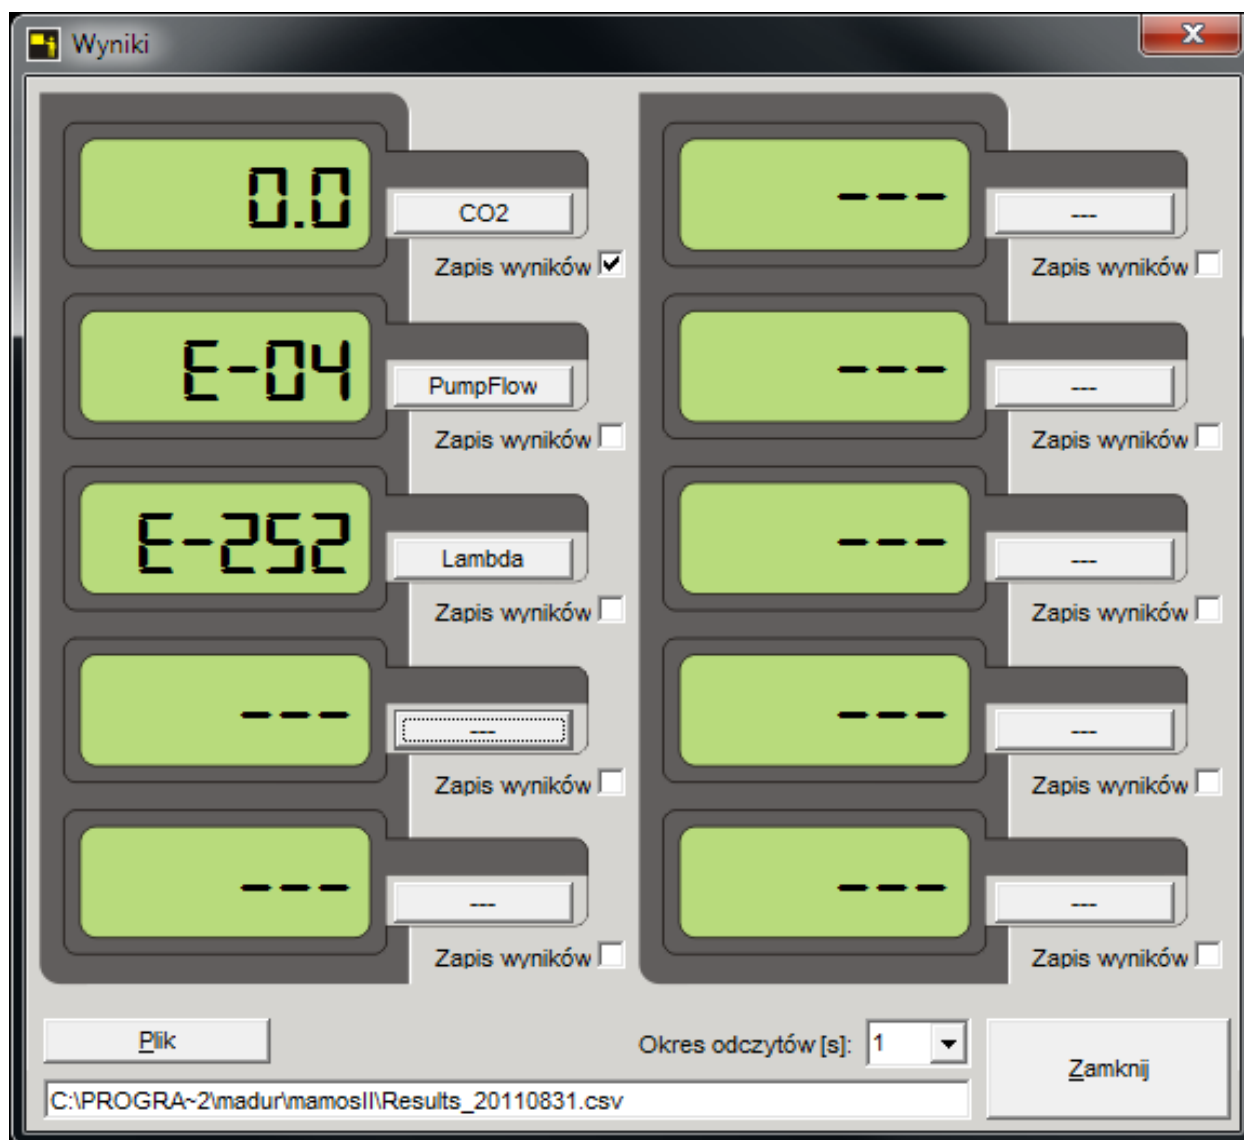 Wyniki
0.0
CO2
Zapis wyników
E-04
PumpFlow
Zapis wyników
E-252
Lambda
Zapis wyników
---
---
Zapis wyników
---
---
Zapis wyników
---
---
Zapis wyników
---
---
Zapis wyników
---
---
Zapis wyników
---
---
Zapis wyników
---
---
Zapis wyników
Plik
Okres odczytów [s]: 1
Zamknij
C:\PROGRA~2\madur\mamosII\Results_20110831.csv